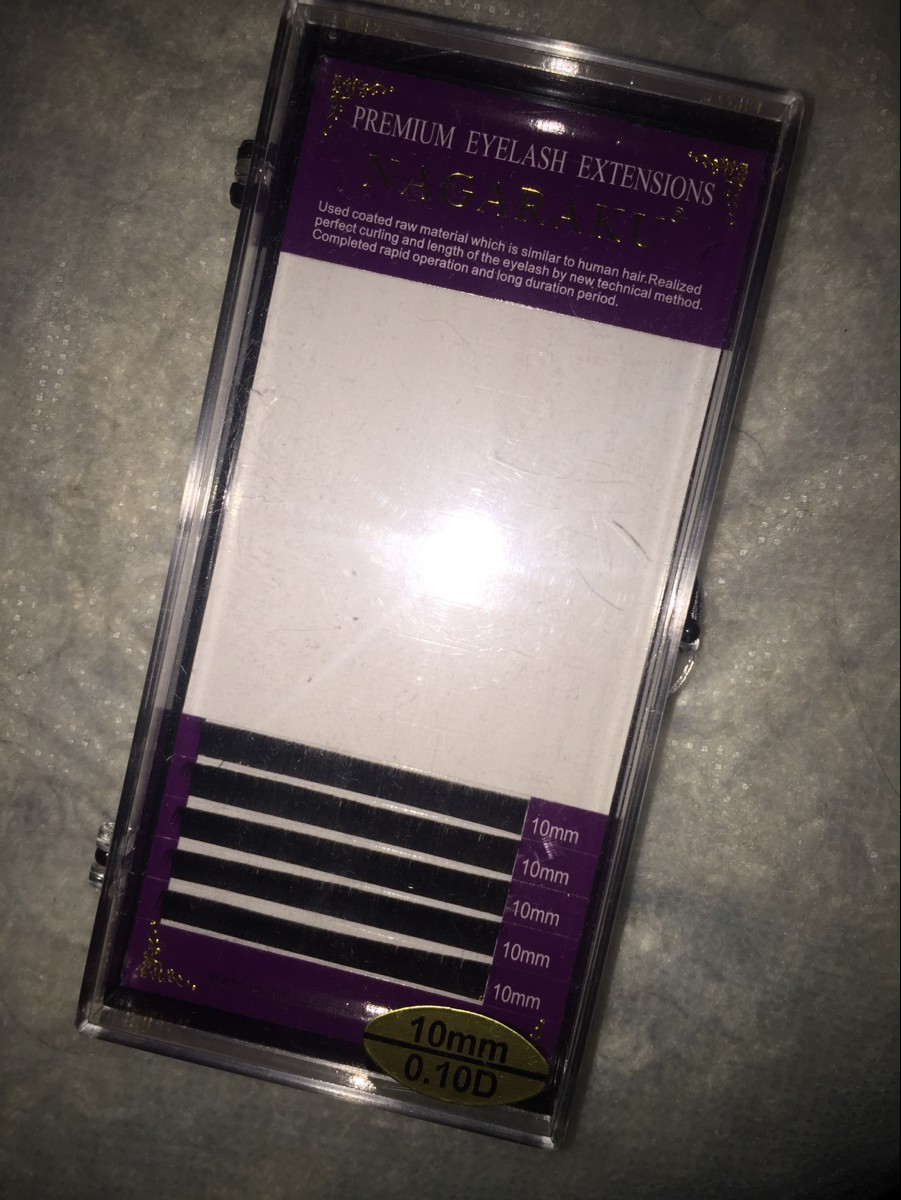 PREMIUM EYELASH EXTENSIONS
NAGARAKU®
Used coated raw material which is similar to human hair.Realized
perfect curling and length of the eyelash by new technical method.
Completed rapid operation and long duration period.
10mm
10mm
10mm
10mm
10mm
10mm
0.10D